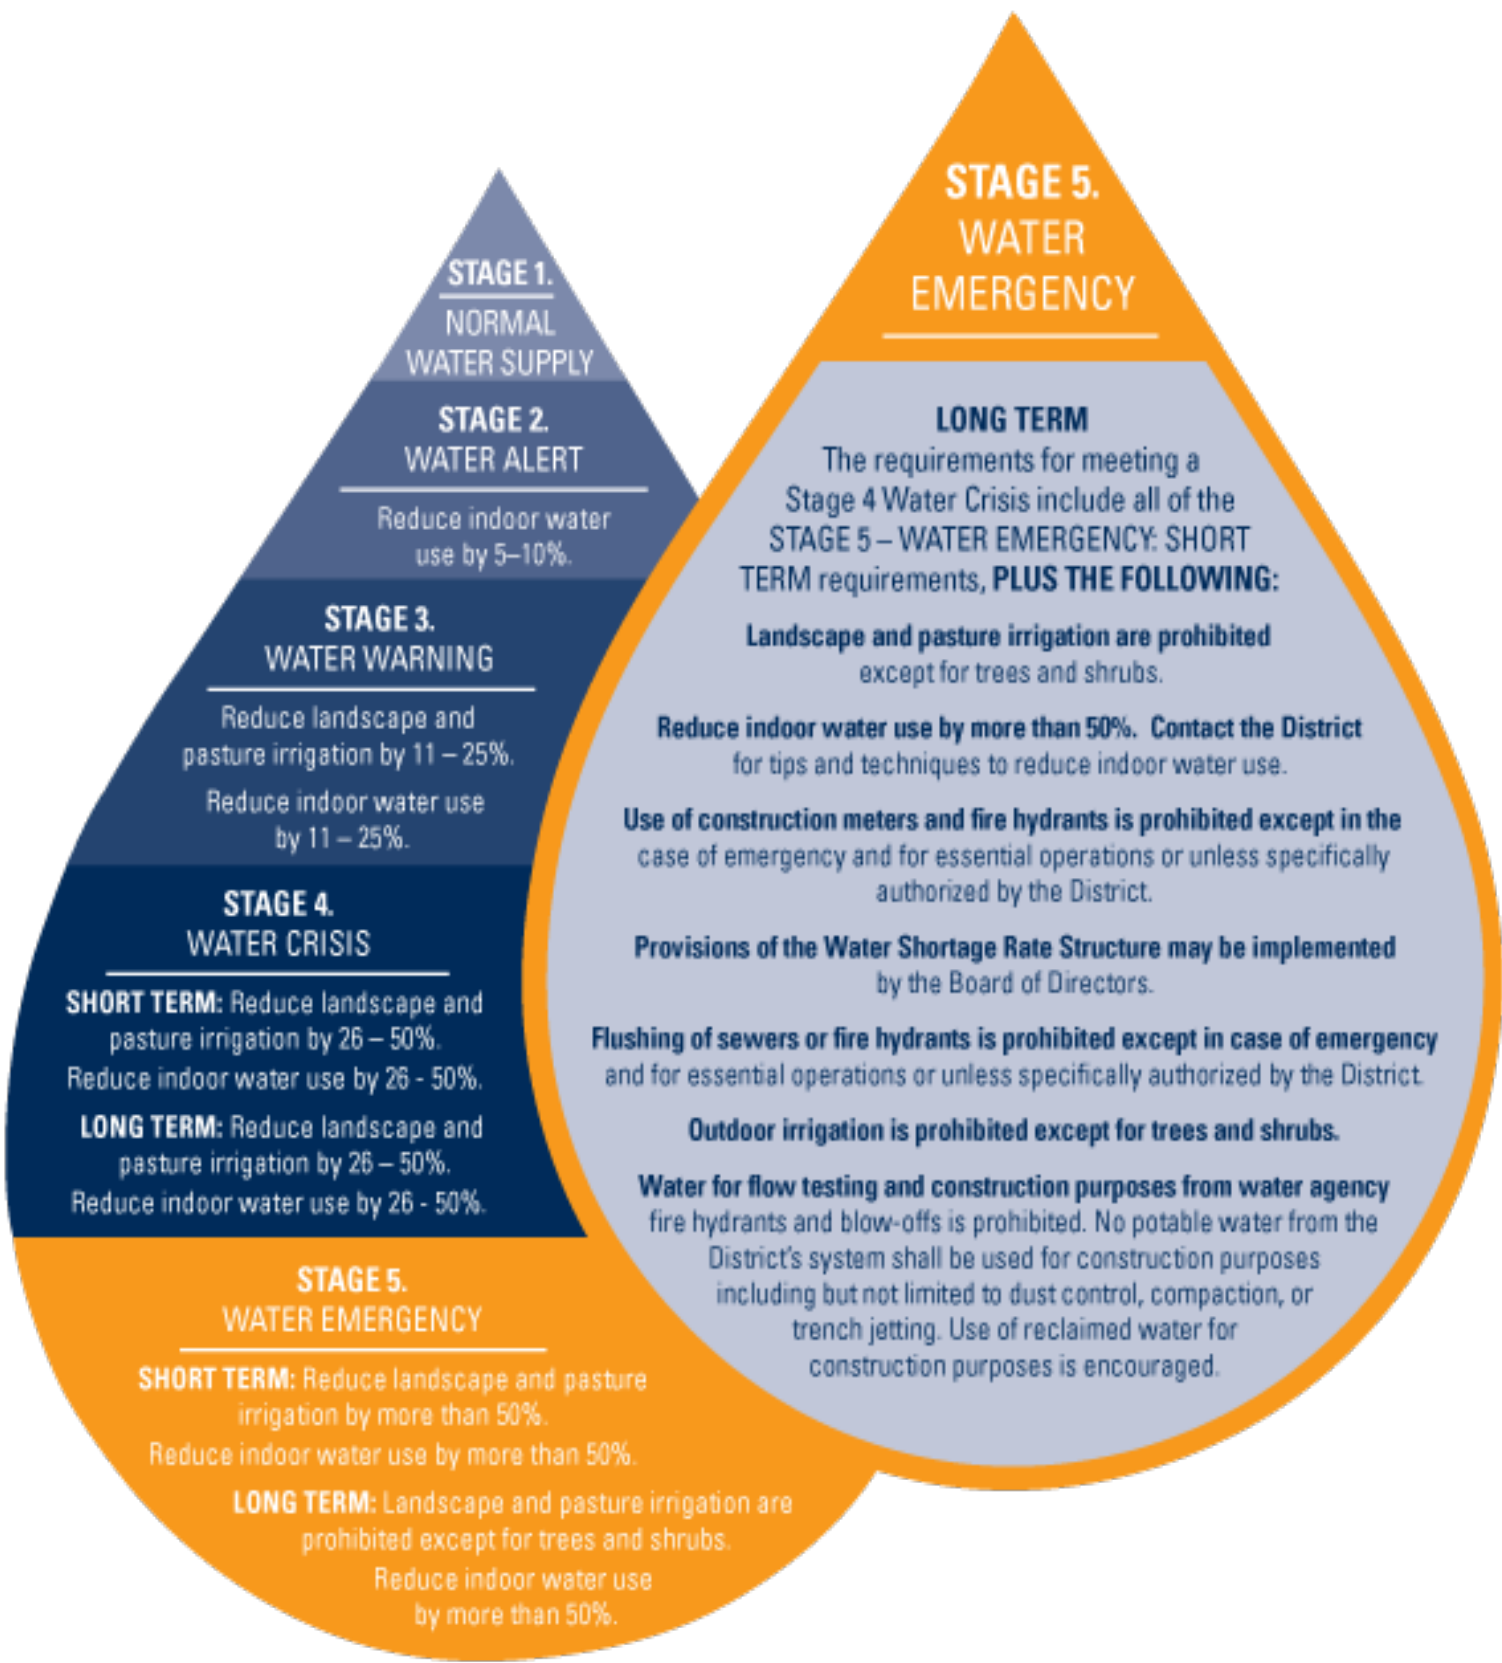 STAGE 1.
NORMAL
WATER SUPPLY
STAGE 2.
WATER ALERT
Reduce indoor water
use by 5–10%.
STAGE 3.
WATER WARNING
Reduce landscape and
pasture irrigation by 11 – 25%.
Reduce indoor water use
by 11 – 25%.
STAGE 4.
WATER CRISIS
SHORT TERM: Reduce landscape and
pasture irrigation by 26 – 50%.
Reduce indoor water use by 26 - 50%.
LONG TERM: Reduce landscape and
pasture irrigation by 26 – 50%.
Reduce indoor water use by 26 - 50%.
STAGE 5.
WATER EMERGENCY
SHORT TERM: Reduce landscape and pasture
irrigation by more than 50%.
Reduce indoor water use by more than 50%.
LONG TERM: Landscape and pasture irrigation are
prohibited except for trees and shrubs.
Reduce indoor water use
by more than 50%.
STAGE 5.
WATER
EMERGENCY
LONG TERM
The requirements for meeting a
Stage 4 Water Crisis include all of the
STAGE 5 – WATER EMERGENCY: SHORT
TERM requirements, PLUS THE FOLLOWING:
Landscape and pasture irrigation are prohibited
except for trees and shrubs.
Reduce indoor water use by more than 50%. Contact the District
for tips and techniques to reduce indoor water use.
Use of construction meters and fire hydrants is prohibited except in the
case of emergency and for essential operations or unless specifically
authorized by the District.
Provisions of the Water Shortage Rate Structure may be implemented
by the Board of Directors.
Flushing of sewers or fire hydrants is prohibited except in case of emergency
and for essential operations or unless specifically authorized by the District.
Outdoor irrigation is prohibited except for trees and shrubs.
Water for flow testing and construction purposes from water agency
fire hydrants and blow-offs is prohibited. No potable water from the
District's system shall be used for construction purposes
including but not limited to dust control, compaction, or
trench jetting. Use of reclaimed water for
construction purposes is encouraged.